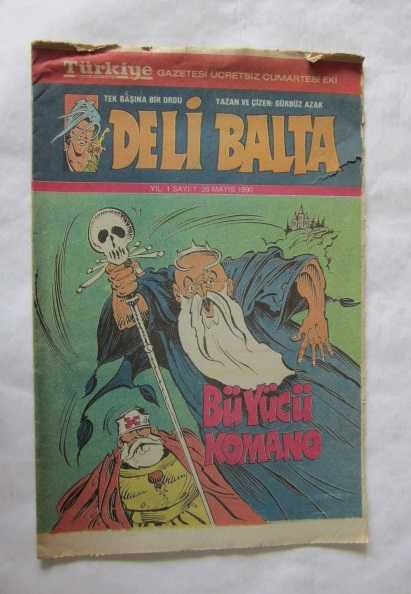 Türkiye GAZETESİ ÜCRETSİZ CUMARTESİ EKİ
TEK BAŞINA BİR ORDU YAZAN VE ÇİZEN: GÜRBÜZ AZAK
DELİ BALTA
YIL: 1 SAYI: 7 26 MAYIS 1990
BÜYÜCÜ
KOMANO